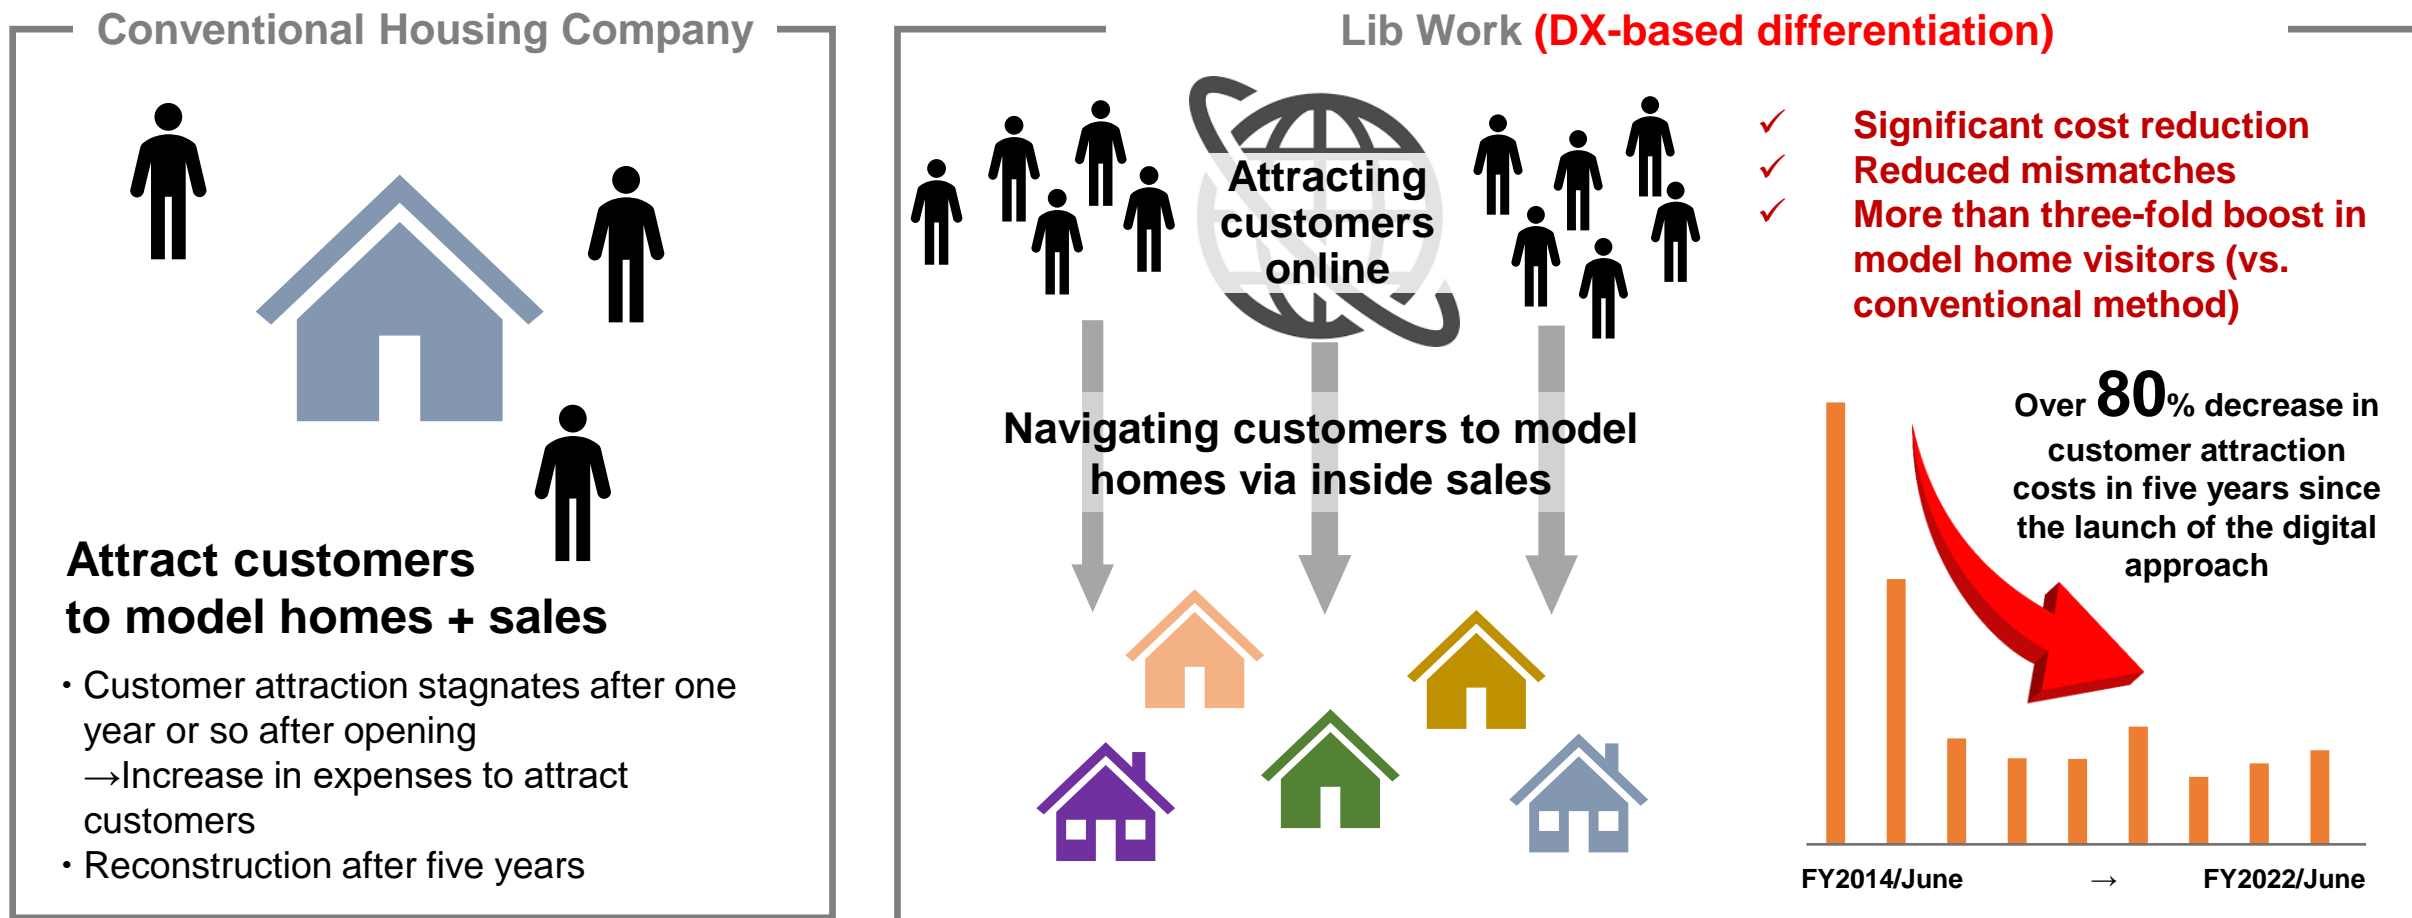 Conventional Housing Company
Attract customers
to model homes + sales
・Customer attraction stagnates after one
year or so after opening
→Increase in expenses to attract
customers
・Reconstruction after five years
Lib Work (DX-based differentiation)
Attracting
customers
online
Navigating customers to model
homes via inside sales
✓ Significant cost reduction
✓ Reduced mismatches
✓ More than three-fold boost in
model home visitors (vs.
conventional method)
Over 80% decrease in
customer attraction
costs in five years since
the launch of the digital
approach
FY2014/June → FY2022/June